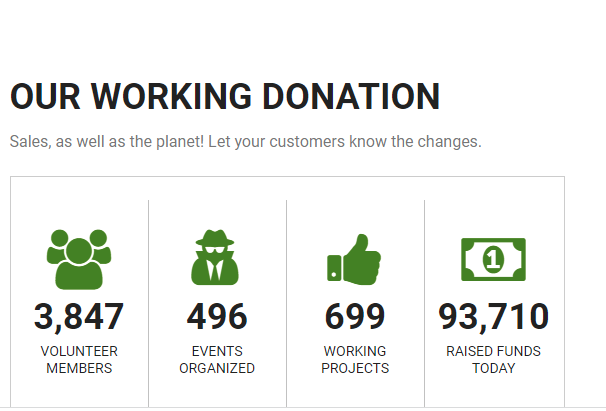 OUR WORKING DONATION
Sales, as well as the planet! Let your customers know the changes.
1
3,847
496
699
93,710
VOLUNTEER
MEMBERS
EVENTS
ORGANIZED
WORKING
PROJECTS
RAISED FUNDS
TODAY